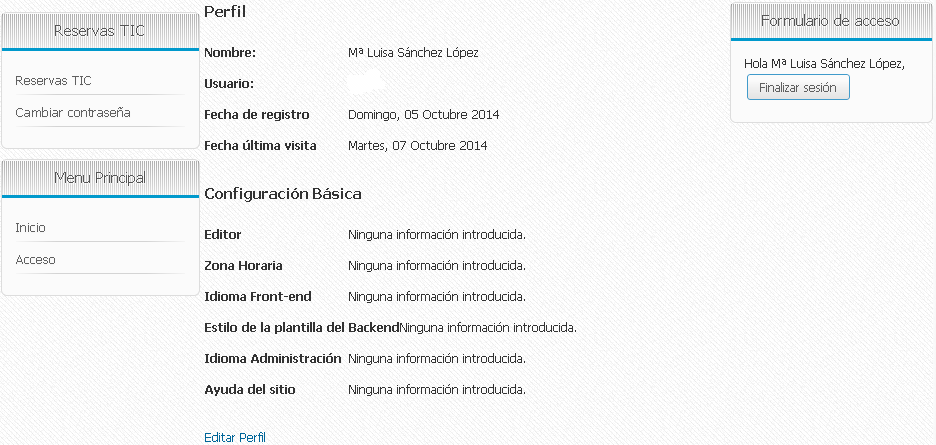 Reservas TIC
Reservas TIC
Cambiar contraseña
Menu Principal
Inicio
Acceso
Perfil
Nombre: Mª Luisa Sánchez López
Usuario:
Fecha de registro Domingo, 05 Octubre 2014
Fecha última visita Martes, 07 Octubre 2014
Configuración Básica
Editor Ninguna información introducida.
Zona Horaria Ninguna información introducida.
Idioma Front-end Ninguna información introducida.
Estilo de la plantilla del Backend Ninguna información introducida.
Idioma Administración Ninguna información introducida.
Ayuda del sitio Ninguna información introducida.
Editar Perfil
Formulario de acceso
Hola Mª Luisa Sánchez López,
Finalizar sesión